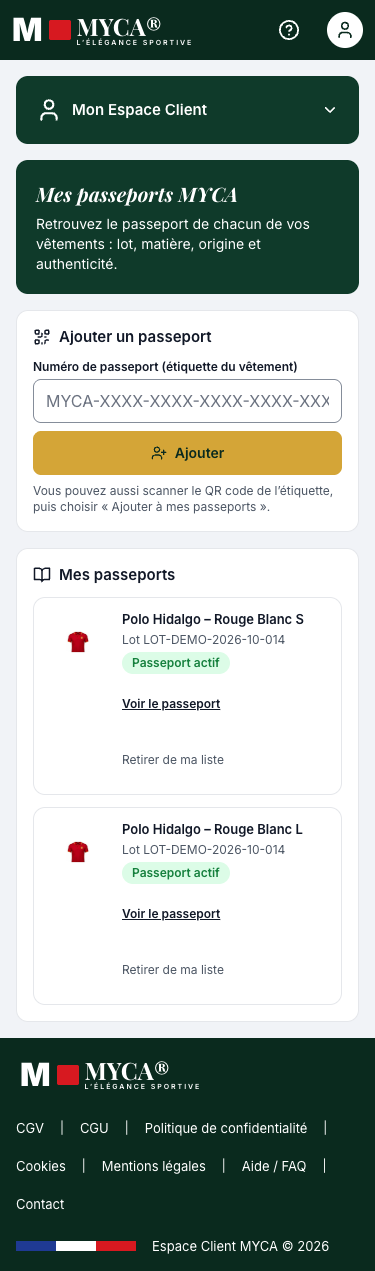 M MYCA®
L'ÉLÉGANCE SPORTIVE
Mon Espace Client
Mes passeports MYCA
Retrouvez le passeport de chacun de vos
vêtements : lot, matière, origine et
authenticité.
Ajouter un passeport
Numéro de passeport (étiquette du vêtement)
MYCA-XXXX-XXXX-XXXX-XXXX-XXX
Ajouter
Vous pouvez aussi scanner le QR code de l’étiquette,
puis choisir « Ajouter à mes passeports ».
Mes passeports
Polo Hidalgo – Rouge Blanc S
Lot LOT-DEMO-2026-10-014
Passeport actif
Voir le passeport
Retirer de ma liste
Polo Hidalgo – Rouge Blanc L
Lot LOT-DEMO-2026-10-014
Passeport actif
Voir le passeport
Retirer de ma liste
M MYCA®
L'ÉLÉGANCE SPORTIVE
CGV | CGU | Politique de confidentialité |
Cookies | Mentions légales | Aide / FAQ |
Contact
Espace Client MYCA © 2026